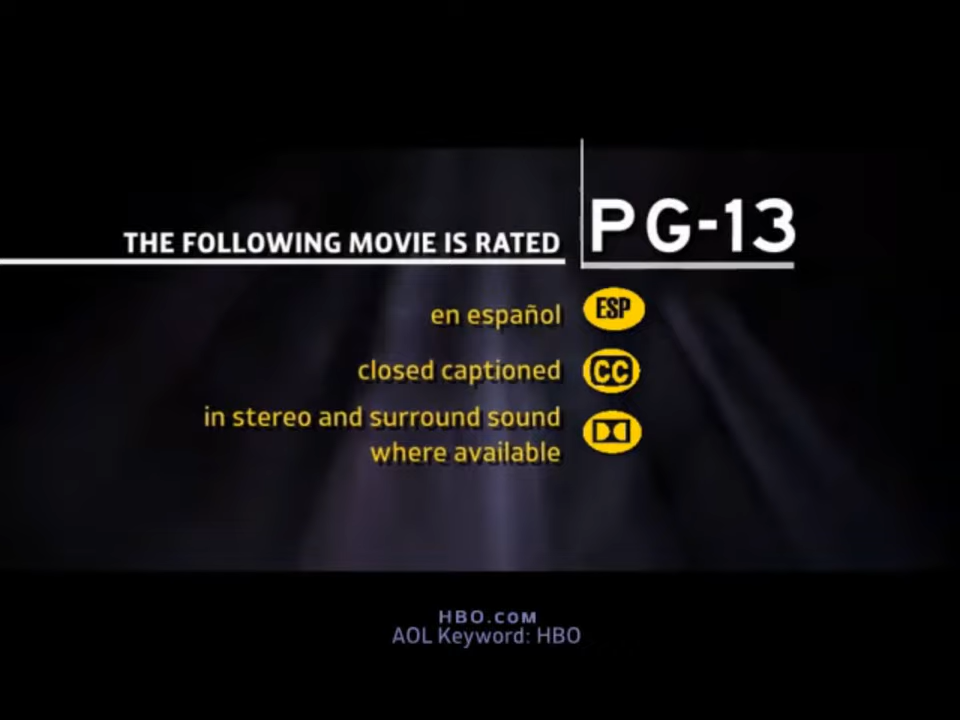 THE FOLLOWING MOVIE IS RATED PG-13
en español ESP
closed captioned CC
in stereo and surround sound
where available
HBO.COM
AOL Keyword: HBO